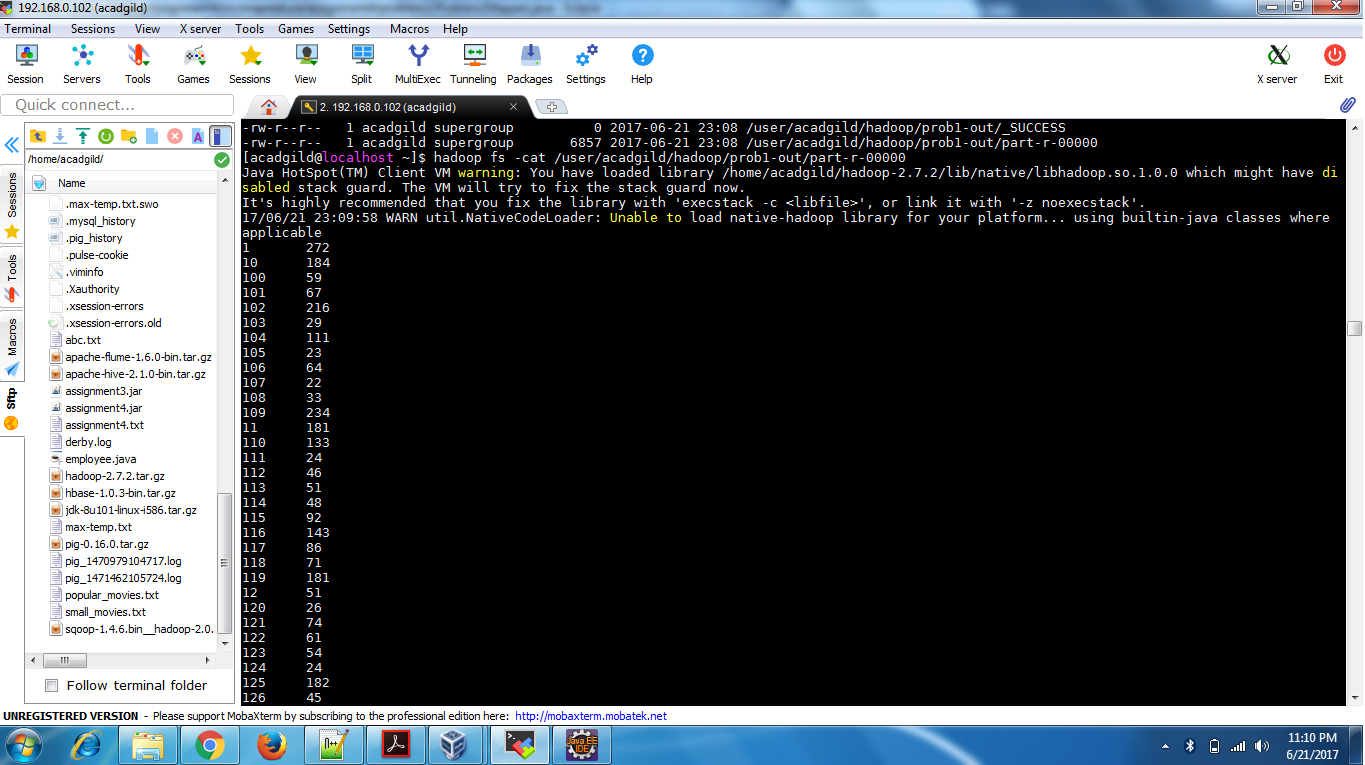 192.168.0.102 (acadgild)
Terminal Sessions View X server Tools Games Settings Macros Help
Session Servers Tools Games Sessions View Split MultiExec Tunneling Packages Settings Help X server Exit
Quick connect...
2. 192.168.0.102 (acadgild)
/home/acadgild/
Name
Sessions
Tools
Macros
Sftp
.max-temp.txt.swo
.mysql_history
.pig_history
.pulse-cookie
.viminfo
.Xauthority
.xsession-errors
.xsession-errors.old
abc.txt
apache-flume-1.6.0-bin.tar.gz
apache-hive-2.1.0-bin.tar.gz
assignment3.jar
assignment4.jar
assignment4.txt
derby.log
employee.java
hadoop-2.7.2.tar.gz
hbase-1.0.3-bin.tar.gz
jdk-8u101-linux-i586.tar.gz
max-temp.txt
pig-0.16.0.tar.gz
pig_1470979104717.log
pig_1471462105724.log
popular_movies.txt
small_movies.txt
sqoop-1.4.6.bin__hadoop-2.0.
Follow terminal folder
-rw-r--r-- 1 acadgild supergroup 0 2017-06-21 23:08 /user/acadgild/hadoop/prob1-out/_SUCCESS
-rw-r--r-- 1 acadgild supergroup 6857 2017-06-21 23:08 /user/acadgild/hadoop/prob1-out/part-r-00000
[acadgild@localhost ~]$ hadoop fs -cat /user/acadgild/hadoop/prob1-out/part-r-00000
Java HotSpot(TM) Client VM warning: You have loaded library /home/acadgild/hadoop-2.7.2/lib/native/libhadoop.so.1.0.0 which might have di
sabled stack guard. The VM will try to fix the stack guard now.
It's highly recommended that you fix the library with 'execstack -c <libfile>', or link it with '-z noexecstack'.
17/06/21 23:09:58 WARN util.NativeCodeLoader: Unable to load native-hadoop library for your platform... using builtin-java classes where
applicable
1 272
10 184
100 59
101 67
102 216
103 29
104 111
105 23
106 64
107 22
108 33
109 234
11 181
110 133
111 24
112 46
113 51
114 48
115 92
116 143
117 86
118 71
119 181
12 51
120 26
121 74
122 61
123 54
124 24
125 182
126 45
UNREGISTERED VERSION - Please support MobaXterm by subscribing to the professional edition here: http://mobaxterm.mobatek.net
Java EE
IDE
11:10 PM
6/21/2017